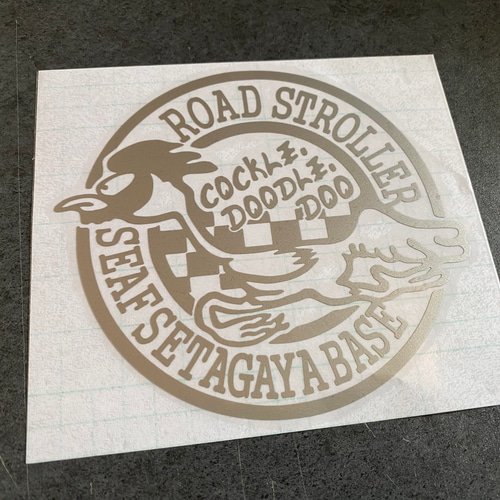 ROAD STROLLER
COCKLE.
DOODLE.
DOO
SEAF SETAGAYA BASE